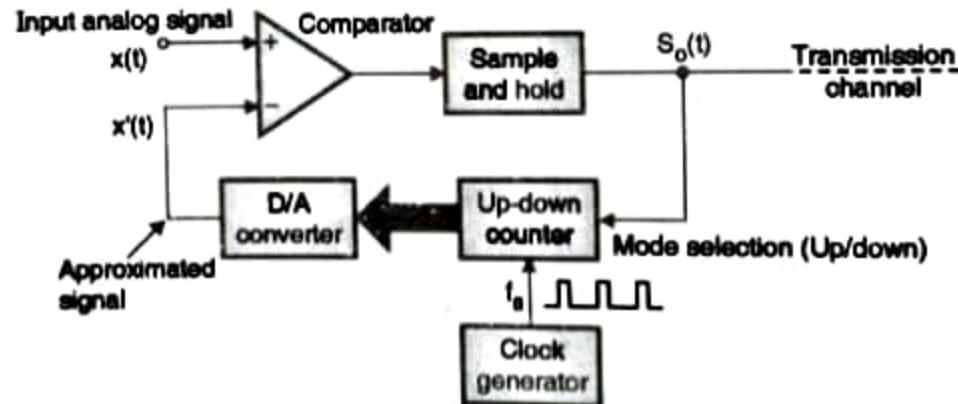 Input analog signal
Comparator
x(t)
+
Sample
and hold
S₀(t)
Transmission
channel
−
x'(t)
D/A
converter
Up-down
counter
Mode selection (Up/down)
Approximated
signal
fₛ
Clock
generator